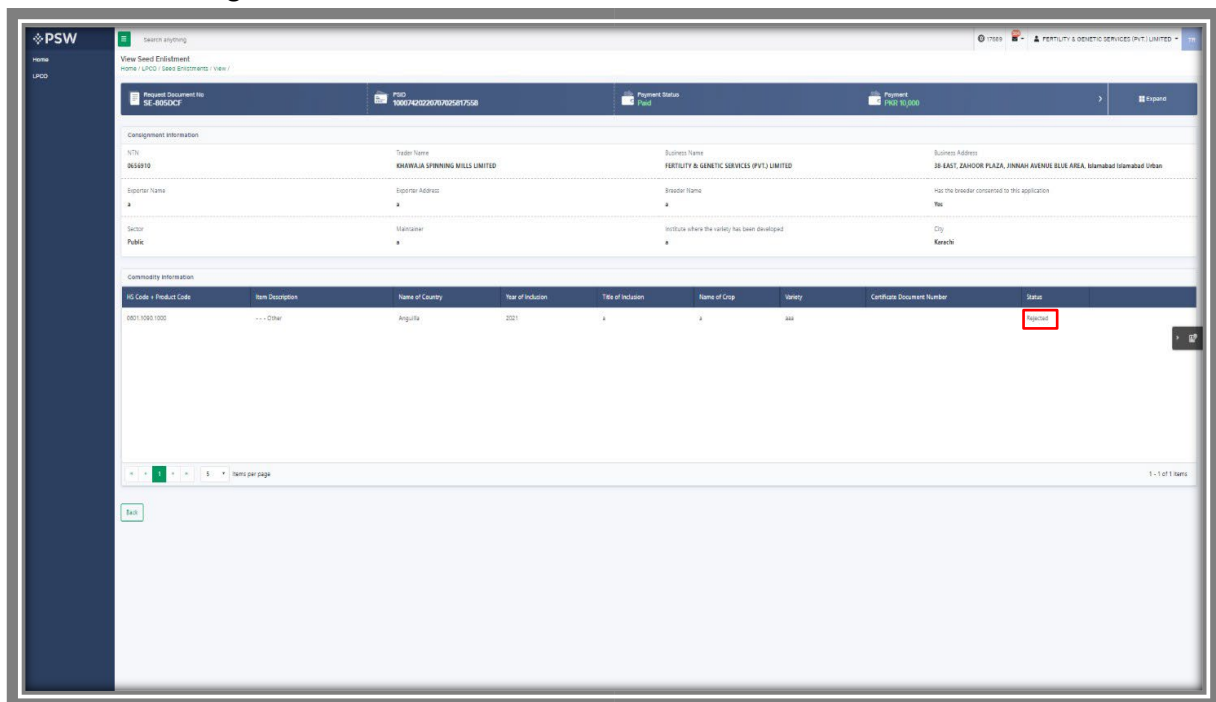 PSW
Search anything
17089
FERTILITY & GENETIC SERVICES (PVT.) LIMITED
TR
Home
LPCO
View Seed Enlistment
Home / LPCO / Seed Enlistments / View /
Request Document No
SE-805DCF
PSID
10007420220707025817558
Payment Status
Paid
Payment
PKR 10,000
Expand
Consignment Information
NTN Trader Name Business Name Business Address
0656910 KHAWAJA SPINNING MILLS LIMITED FERTILITY & GENETIC SERVICES (PVT.) LIMITED 38-EAST, ZAHOOR PLAZA, JINNAH AVENUE BLUE AREA, Islamabad Islamabad Urban
Exporter Name Exporter Address Breeder Name Has the breeder consented to this application
a a a Yes
Sector Maintainer Institute where the variety has been developed City
Public a a Karachi
Commodity Information
HS Code + Product Code Item Description Name of Country Year of Inclusion Title of Inclusion Name of Crop Variety Certificate Document Number Status
0801.1090.1000 - - - Other Anguilla 2021 a a aaa Rejected
1 5 items per page 1 - 1 of 1 items
Back